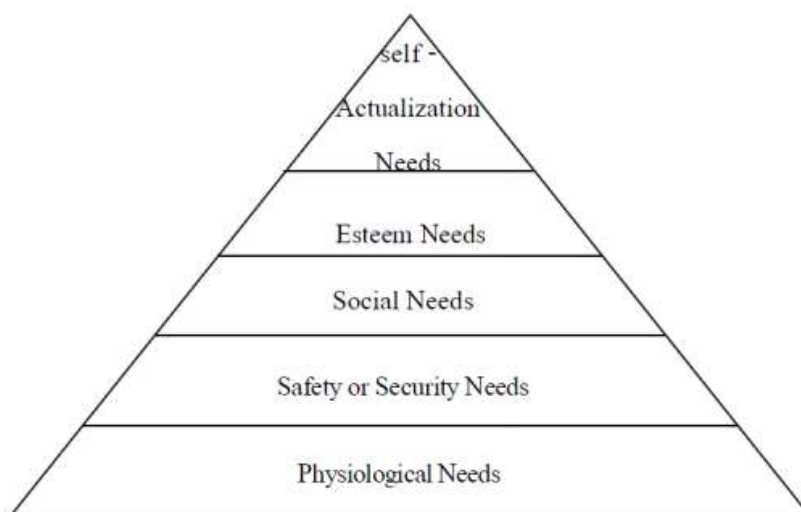 self -
Actualization
Needs
Esteem Needs
Social Needs
Safety or Security Needs
Physiological Needs